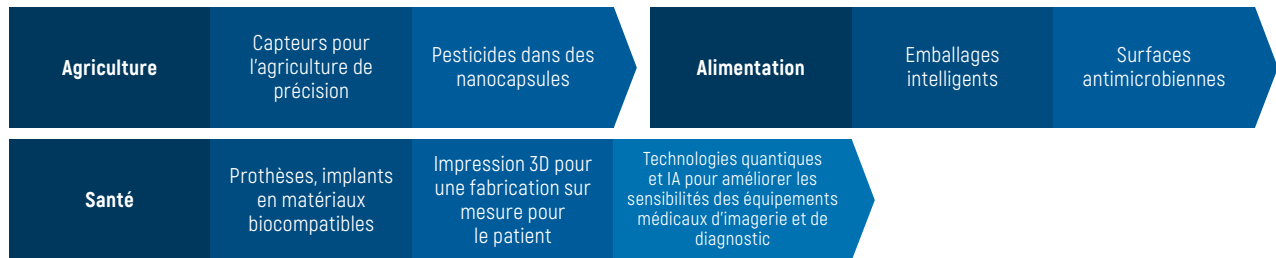 Agriculture
Capteurs pour
l'agriculture de
précision
Pesticides dans des
nanocapsules
Alimentation
Emballages
intelligents
Surfaces
antimicrobiennes
Santé
Prothèses, implants
en matériaux
biocompatibles
Impression 3D pour
une fabrication sur
mesure pour
le patient
Technologies quantiques
et IA pour améliorer les
sensibilités des équipements
médicaux d'imagerie et de
diagnostic